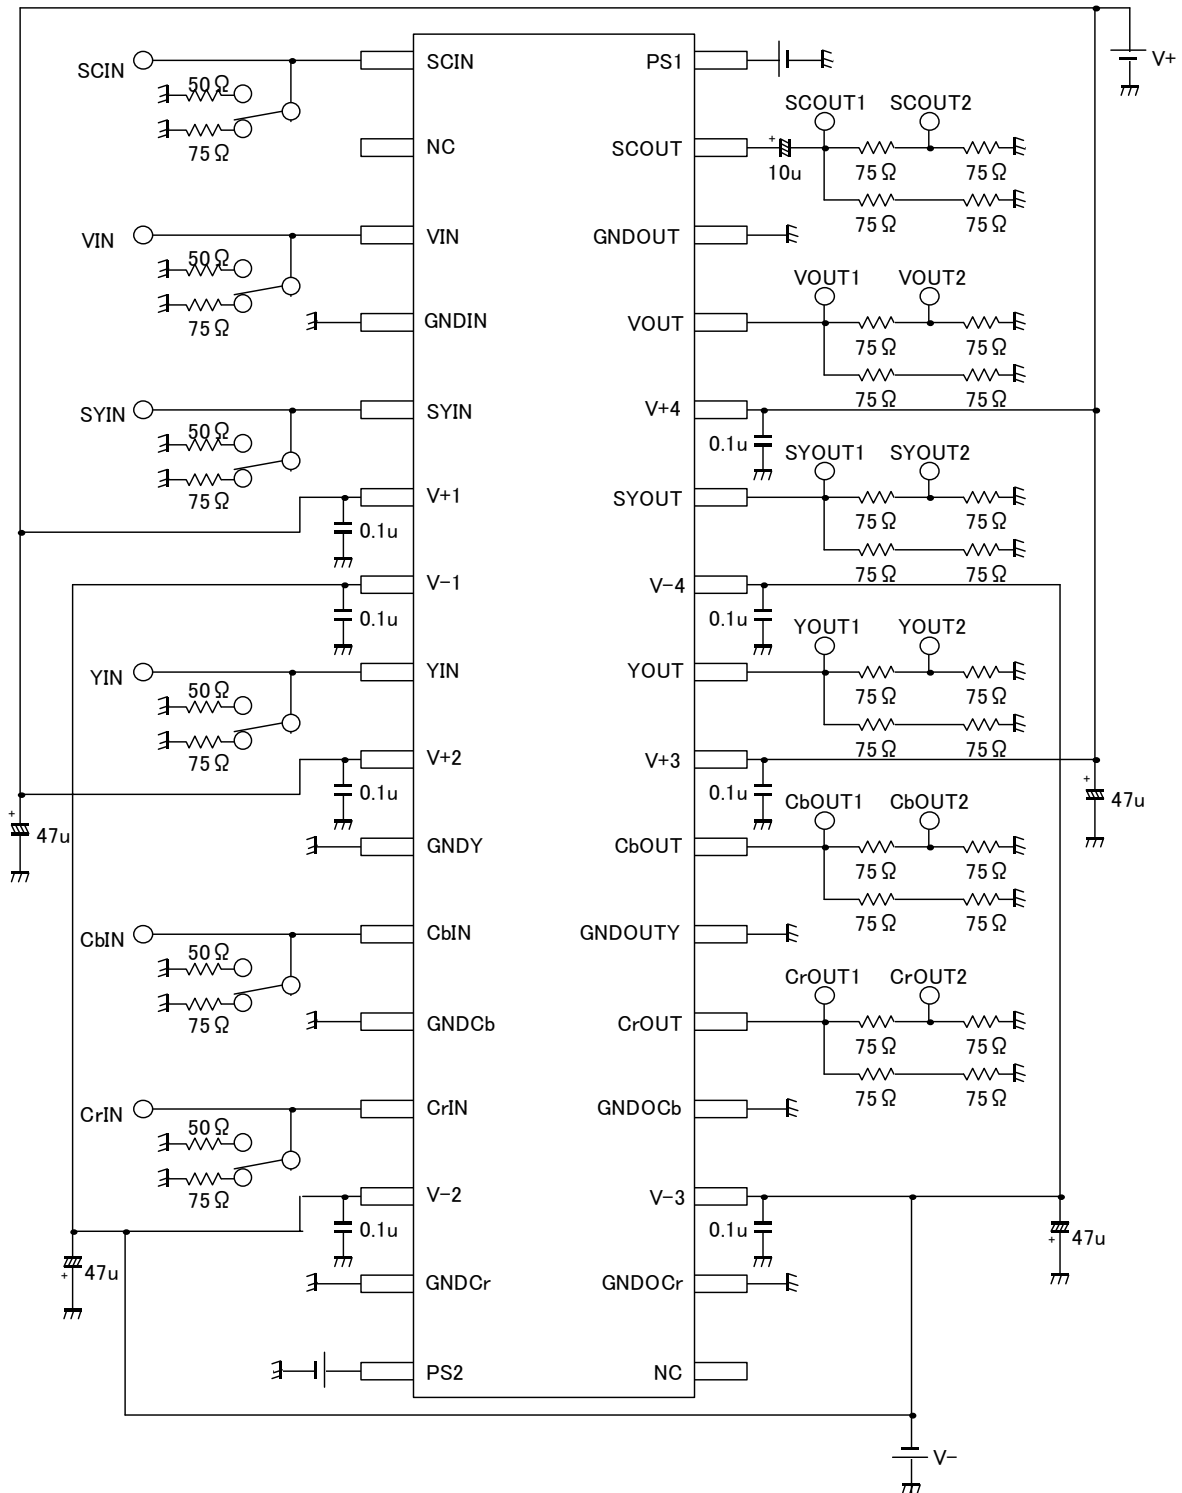 V+
SCIN
50Ω
75Ω
SCIN
PS1
NC
SCOUT
SCOUT1
SCOUT2
+
10u
75Ω
75Ω
75Ω
75Ω
VIN
50Ω
75Ω
VIN
GNDOUT
GNDIN
VOUT
VOUT1
VOUT2
75Ω
75Ω
75Ω
75Ω
SYIN
50Ω
75Ω
SYIN
V+4
0.1u
V+1
0.1u
SYOUT
SYOUT1
SYOUT2
75Ω
75Ω
75Ω
75Ω
V-1
0.1u
V-4
0.1u
YIN
50Ω
75Ω
YIN
YOUT
YOUT1
YOUT2
75Ω
75Ω
75Ω
75Ω
V+2
0.1u
V+3
0.1u
+
47u
+
47u
GNDY
CbOUT
CbOUT1
CbOUT2
75Ω
75Ω
75Ω
75Ω
CbIN
50Ω
75Ω
CbIN
GNDOUTY
GNDCb
CrOUT
CrOUT1
CrOUT2
75Ω
75Ω
75Ω
75Ω
CrIN
50Ω
75Ω
CrIN
GNDOCb
V-2
0.1u
V-3
0.1u
+
47u
+
47u
GNDCr
GNDOCr
PS2
NC
V-